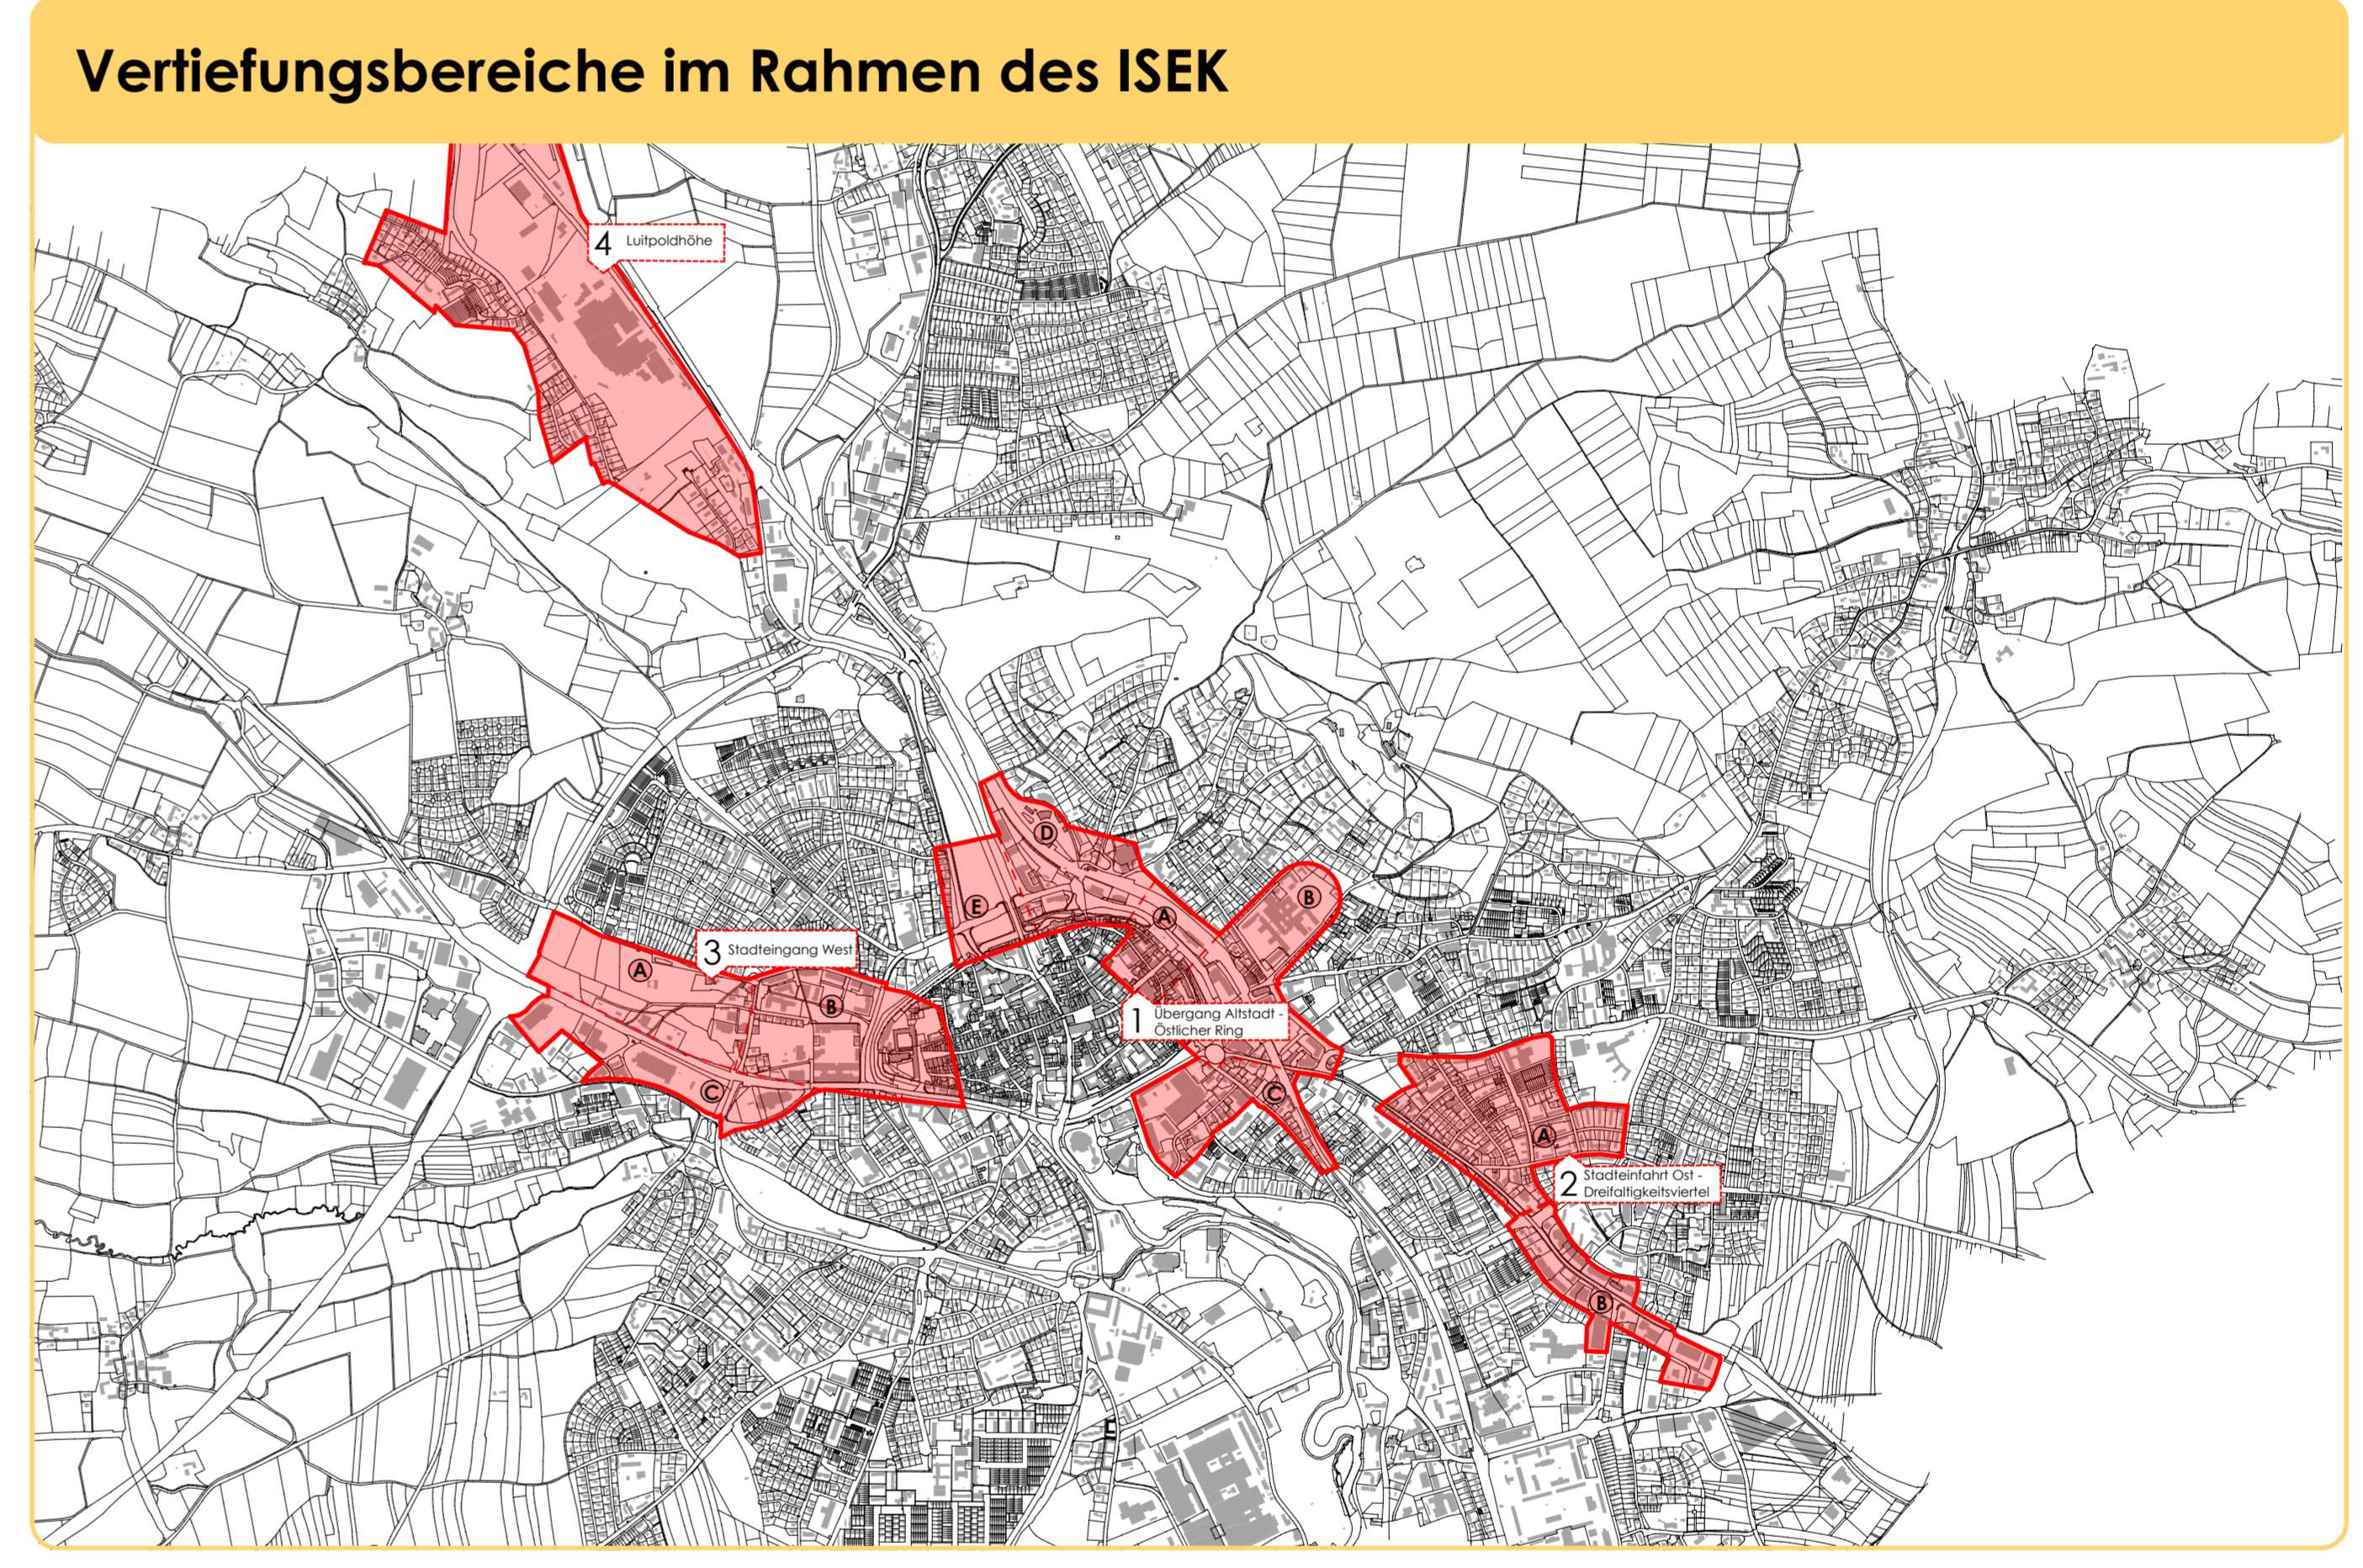 Vertiefungsbereiche im Rahmen des ISEK
4 Luitpoldhöhe
D
B
E
A
3 Stadteingang West
A
B
1 Übergang Altstadt -
Östlicher Ring
C
C
A
2 Stadteinfahrt Ost -
Dreifaltigkeitsviertel
B